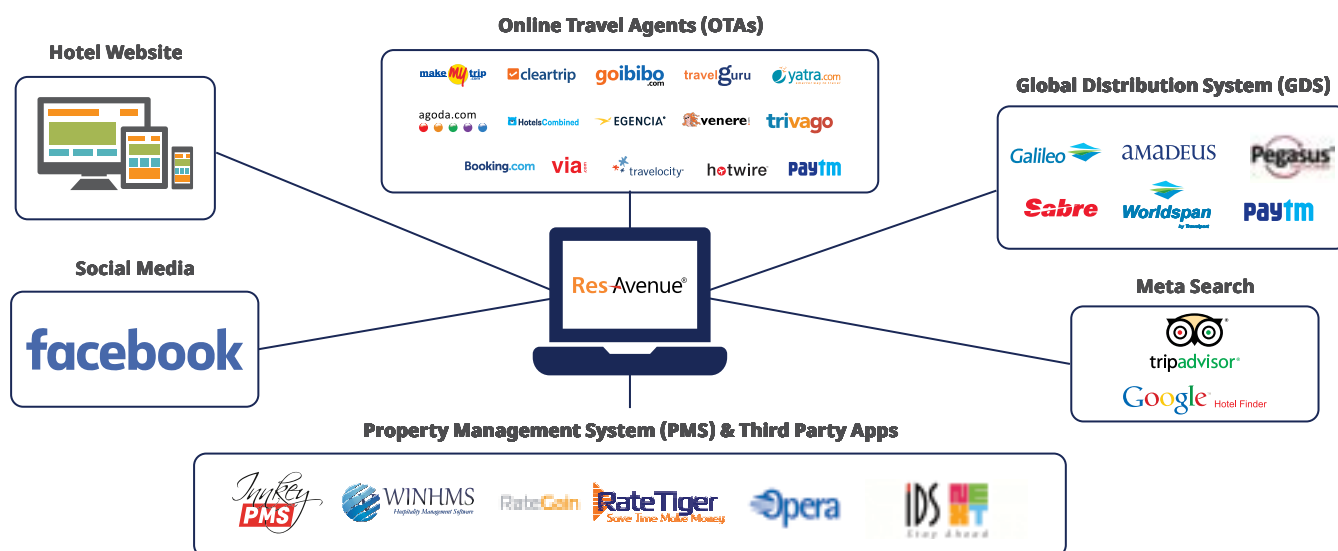 Online Travel Agents (OTAs)
Hotel Website
make my trip .com
cleartrip
goibibo .com
travelguru
yatra.com
agoda.com
HotelsCombined
EGENCIA
venere
trivago
Booking.com
via
travelocity
hotwire
Paytm
Global Distribution System (GDS)
Galileo
amadeus
Pegasus
Sabre
Worldspan
by Travelport
Paytm
Social Media
facebook
Res Avenue®
Meta Search
tripadvisor®
Google Hotel Finder
Property Management System (PMS) & Third Party Apps
Innkey
PMS
WINHMS
Hospitality Management Software
RateGain
RateTiger
Save Time Make Money
Opera
IDS NEXT
Stay Ahead